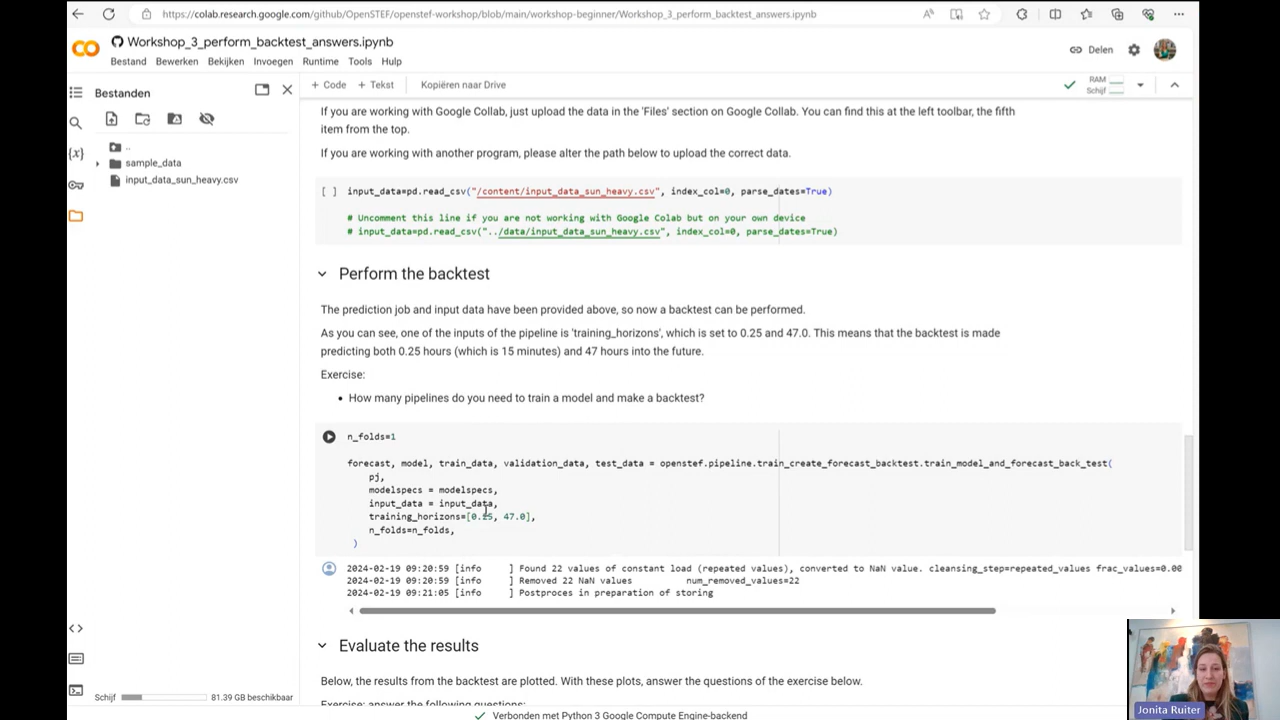 https://colab.research.google.com/github/OpenSTEF/openstef-workshop/blob/main/workshop-beginner/Workshop_3_perform_backtest_answers.ipynb
Workshop_3_perform_backtest_answers.ipynb
Bestand Bewerken Bekijken Invoegen Runtime Tools Help
Delen
Bestanden
+ Code + Tekst Kopiëren naar Drive
RAM
Schijf
..
sample_data
input_data_sun_heavy.csv
If you are working with Google Collab, just upload the data in the 'Files' section on Google Collab. You can find this at the left toolbar, the fifth
item from the top.
If you are working with another program, please alter the path below to upload the correct data.
[ ] input_data=pd.read_csv("/content/input_data_sun_heavy.csv", index_col=0, parse_dates=True)
# Uncomment this line if you are not working with Google Colab but on your own device
# input_data=pd.read_csv("../data/input_data_sun_heavy.csv", index_col=0, parse_dates=True)
Perform the backtest
The prediction job and input data have been provided above, so now a backtest can be performed.
As you can see, one of the inputs of the pipeline is 'training_horizons', which is set to 0.25 and 47.0. This means that the backtest is made
predicting both 0.25 hours (which is 15 minutes) and 47 hours into the future.
Exercise:
• How many pipelines do you need to train a model and make a backtest?
n_folds=1
forecast, model, train_data, validation_data, test_data = openstef.pipeline.train_create_forecast_backtest.train_model_and_forecast_back_test(
pj,
modelspecs = modelspecs,
input_data = input_data,
training_horizons=[0.25, 47.0],
n_folds=n_folds,
)
2024-02-19 09:20:59 [info ] Found 22 values of constant load (repeated values), converted to NaN value. cleansing_step=repeated_values frac_values=0.00
2024-02-19 09:20:59 [info ] Removed 22 NaN values num_removed_values=22
2024-02-19 09:21:05 [info ] Postproces in preparation of storing
Evaluate the results
Below, the results from the backtest are plotted. With these plots, answer the questions of the exercise below.
Exercise: answer the following questions:
Schijf 81.39 GB beschikbaar
Verbonden met Python 3 Google Compute Engine-backend
Jonita Ruiter